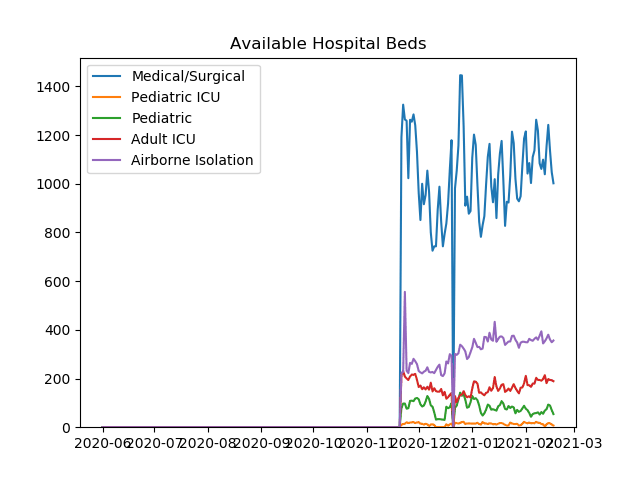 Available Hospital Beds
Medical/Surgical
Pediatric ICU
Pediatric
Adult ICU
Airborne Isolation
1400
1200
1000
800
600
400
200
0
2020-06 2020-07 2020-08 2020-09 2020-10 2020-11 2020-12 2021-01 2021-02 2021-03